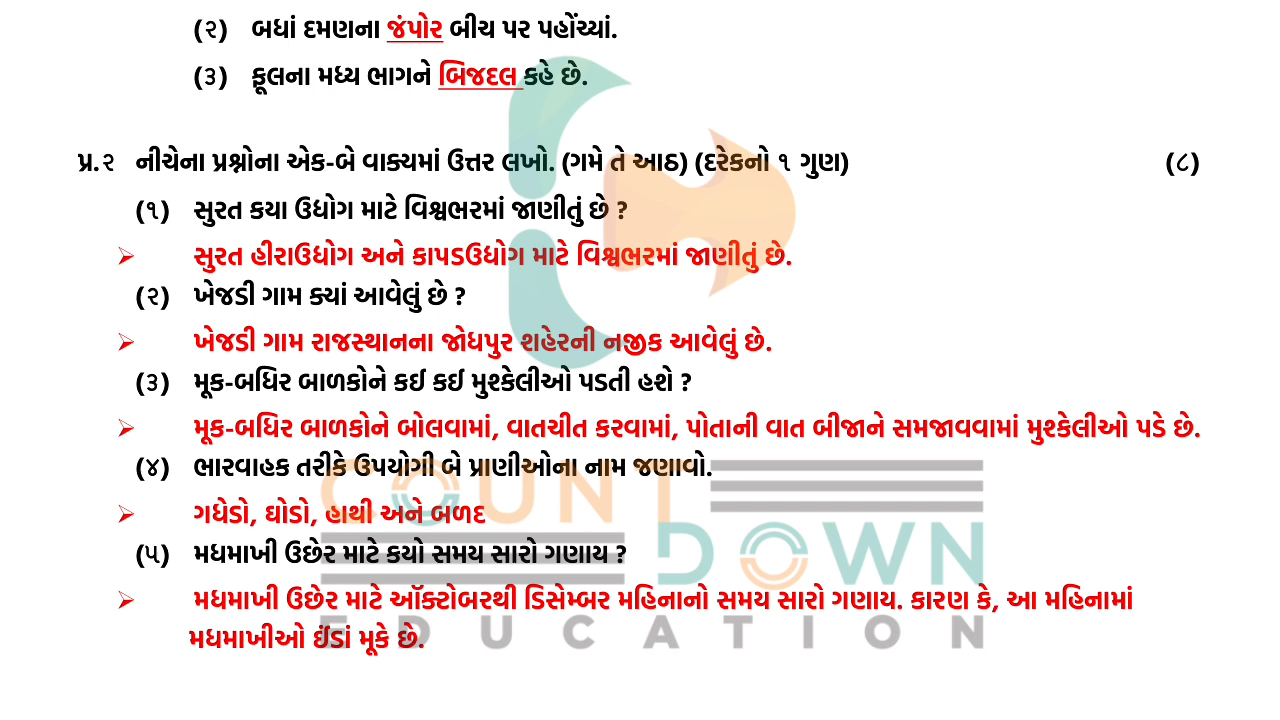 (૨) બધાં દમણના જંપોર બીચ પર પહોંચ્યાં.
(૩) ફૂલના મધ્ય ભાગને બિજદલ કહે છે.
પ્ર.૨ નીચેના પ્રશ્નોના એક-બે વાક્યમાં ઉત્તર લખો. (ગમે તે આઠ) (દરેકનો ૧ ગુણ) (૮)
(૧) સુરત કયા ઉદ્યોગ માટે વિશ્વભરમાં જાણીતું છે ?
➢ સુરત હીરાઉદ્યોગ અને કાપડઉદ્યોગ માટે વિશ્વભરમાં જાણીતું છે.
(૨) ખેજડી ગામ ક્યાં આવેલું છે ?
➢ ખેજડી ગામ રાજસ્થાનના જોધપુર શહેરની નજીક આવેલું છે.
(૩) મૂક-બધિર બાળકોને કઈ કઈ મુશ્કેલીઓ પડતી હશે ?
➢ મૂક-બધિર બાળકોને બોલવામાં, વાતચીત કરવામાં, પોતાની વાત બીજાને સમજાવવામાં મુશ્કેલીઓ પડે છે.
(૪) ભારવાહક તરીકે ઉપયોગી બે પ્રાણીઓના નામ જણાવો.
➢ ગધેડો, ઘોડો, હાથી અને બળદ
(૫) મધમાખી ઉછેર માટે કયો સમય સારો ગણાય ?
➢ મધમાખી ઉછેર માટે ઑક્ટોબરથી ડિસેમ્બર મહિનાનો સમય સારો ગણાય. કારણ કે, આ મહિનામાં
મધમાખીઓ ઈંડાં મૂકે છે.
COUNT
DOWN
EDUCATION